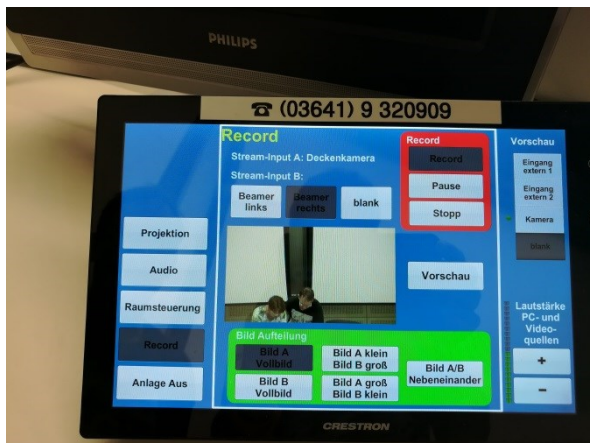 PHILIPS
☎ (03641) 9 320909
Record
Stream-Input A: Deckenkamera
Stream-Input B:
Beamer
links
Beamer
rechts
blank
Record
Record
Pause
Stopp
Vorschau
Eingang
extern 1
Eingang
extern 2
Kamera
blank
Projektion
Audio
Raumsteuerung
Record
Anlage Aus
Vorschau
Bild Aufteilung
Bild A
Vollbild
Bild A klein
Bild B groß
Bild B
Vollbild
Bild A groß
Bild B klein
Bild A/B
Nebeneinander
Lautstärke
PC- und
Video-
quellen
+
–
CRESTRON